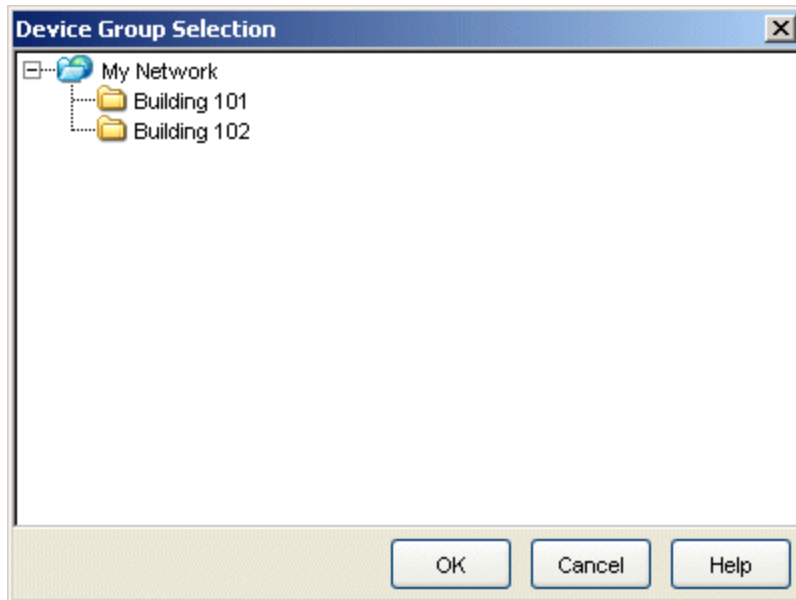 Device Group Selection
My Network
Building 101
Building 102
OK Cancel Help